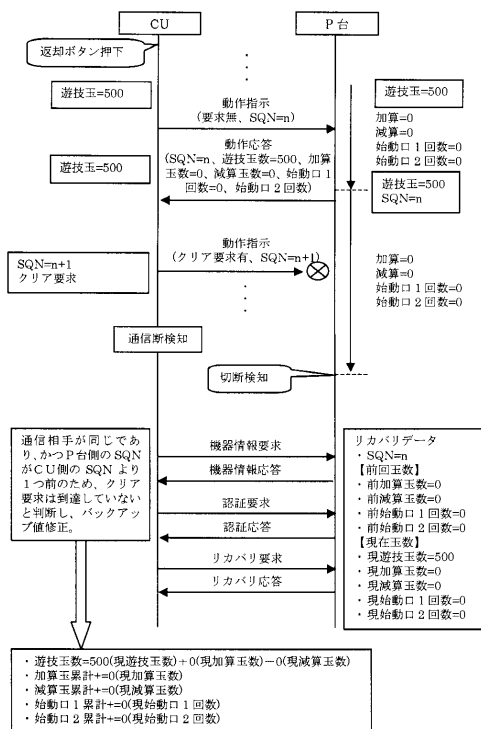 CU
P台
返却ボタン押下
遊技玉=500
遊技玉=500
動作指示
(要求無、SQN=n)
加算=0
減算=0
始動口1回数=0
始動口2回数=0
動作応答
(SQN=n、遊技玉数=500、加算
玉数=0、減算玉数=0、始動口1
回数=0、始動口2回数)
遊技玉=500
遊技玉=500
SQN=n
動作指示
(クリア要求有、SQN=n+1)
SQN=n+1
クリア要求
加算=0
減算=0
始動口1回数=0
始動口2回数=0
通信断検知
切断検知
通信相手が同じであ
り、かつP台側のSQN
がCU側のSQNより
1つ前のため、クリア
要求は到達していない
と判断し、バックアッ
プ値修正。
機器情報要求
機器情報応答
認証要求
認証応答
リカバリ要求
リカバリ応答
リカバリデータ
・SQN=n
【前回玉数】
・前加算玉数=0
・前減算玉数=0
・前始動口1回数=0
・前始動口2回数=0
【現在玉数】
・現遊技玉数=500
・現加算玉数=0
・現減算玉数=0
・現始動口1回数=0
・現始動口2回数=0
・遊技玉数=500(現遊技玉数)+0(現加算玉数)-0(現減算玉数)
・加算玉累計+=0(現加算玉数)
・減算玉累計+=0(現減算玉数)
・始動口1累計+=0(現始動口1回数)
・始動口2累計+=0(現始動口2回数)